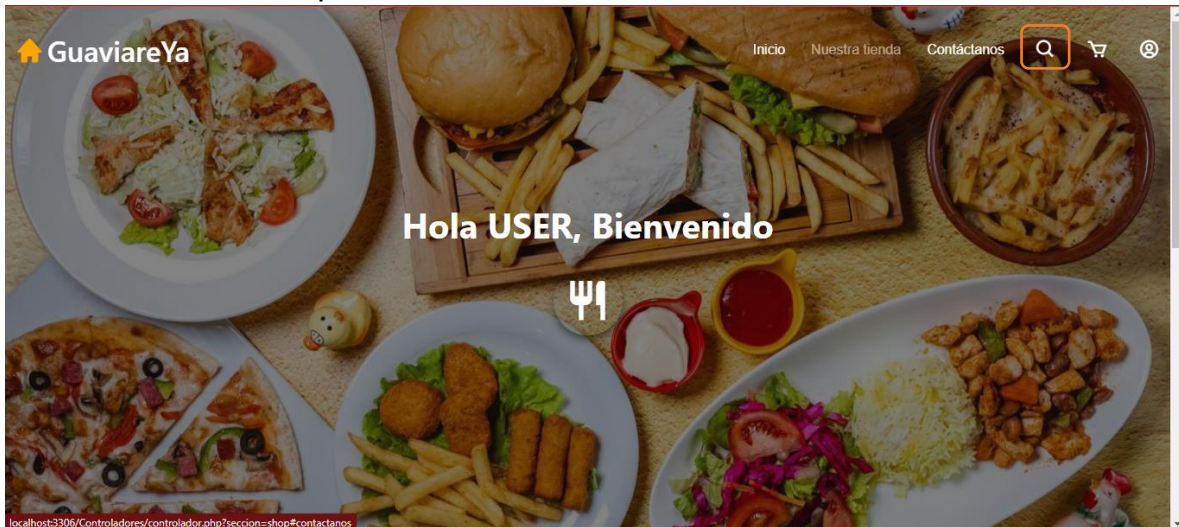 GuaviareYa
Inicio Nuestra tienda Contáctanos
Hola USER, Bienvenido
localhost:3306/Controladores/controlador.php?seccion=shop#contactanos